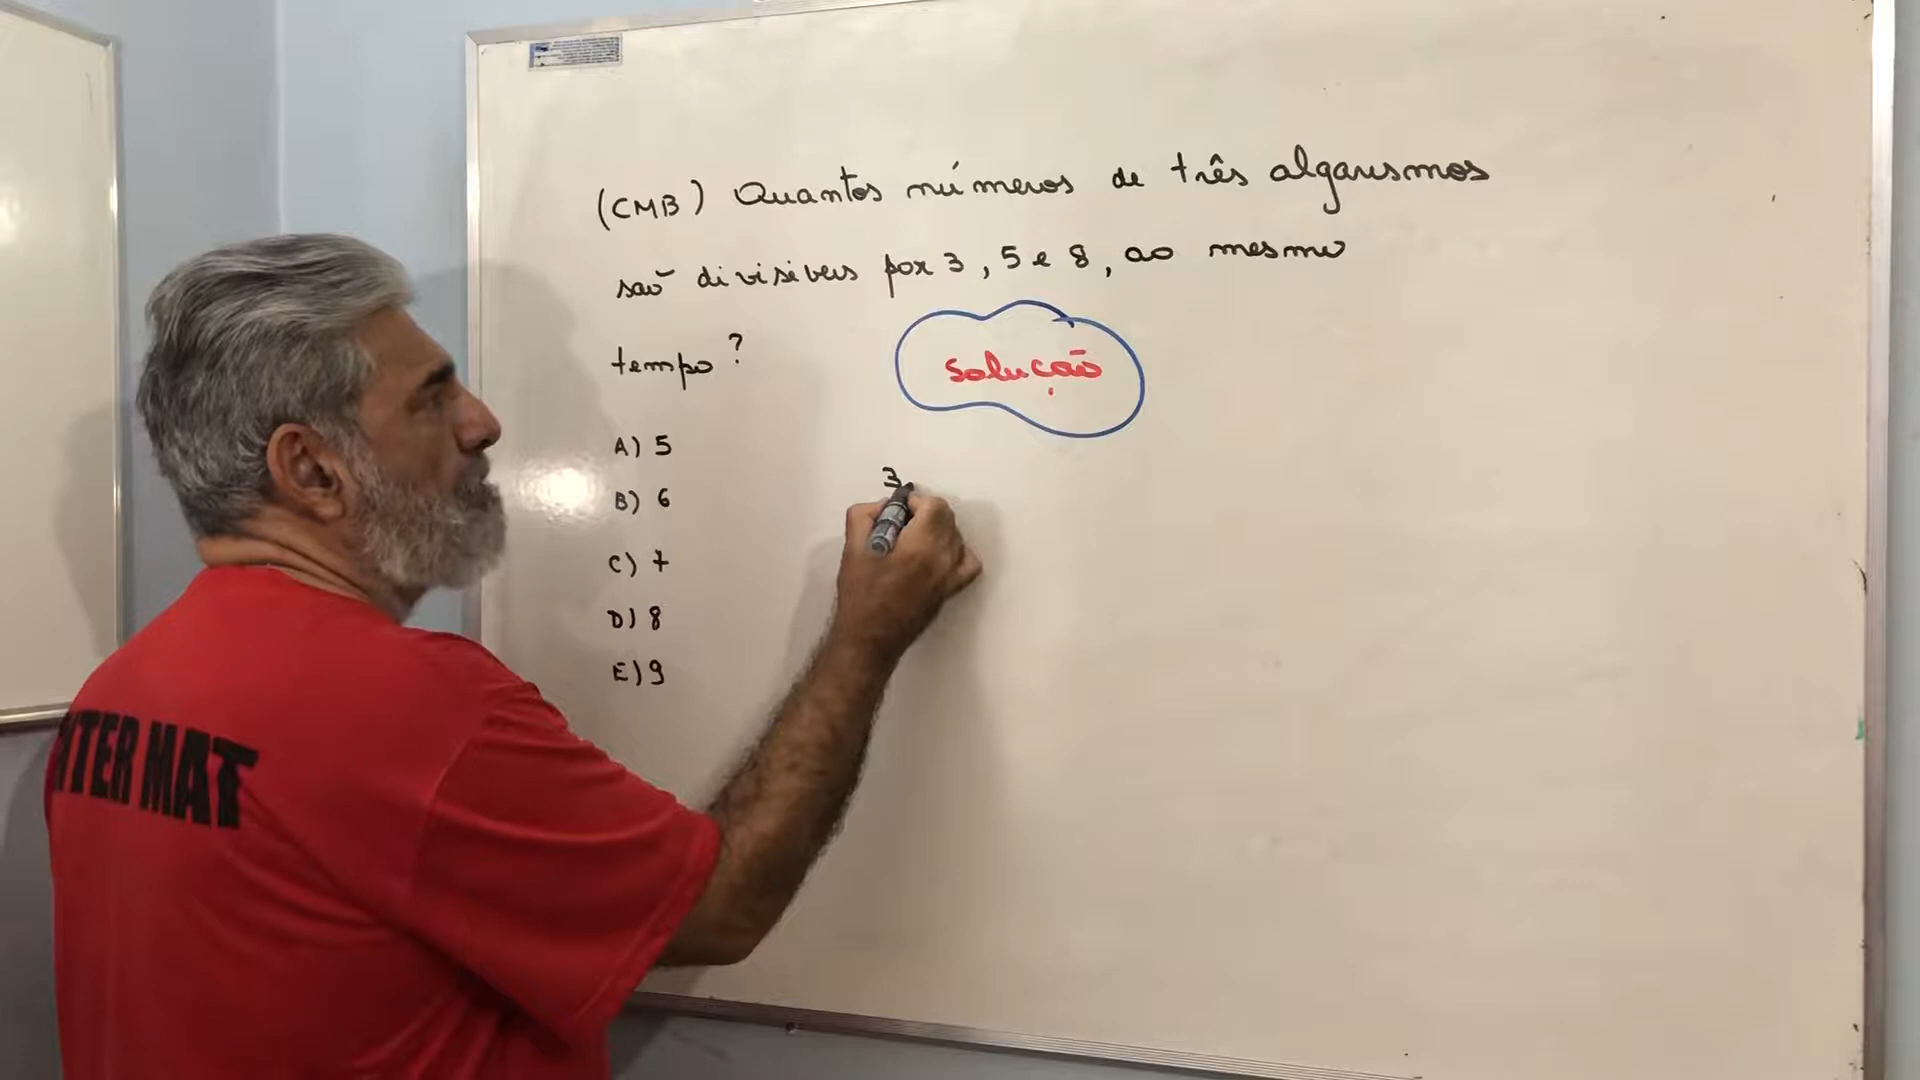 (CMB) Quantos números de três algarismos
são divisíveis por 3, 5 e 8, ao mesmo
tempo?
Solução
A) 5
B) 6
C) 7
D) 8
E) 9
3,
MAT